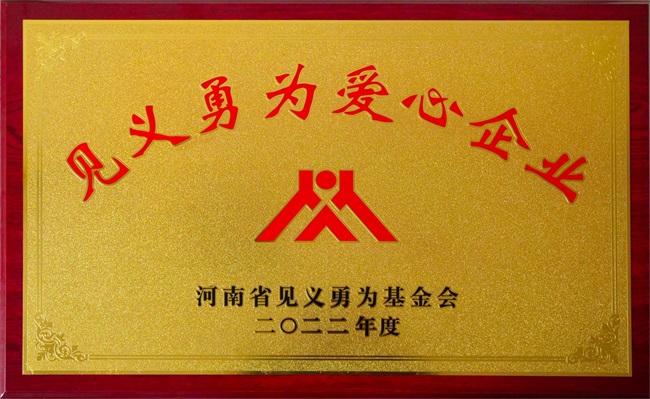 见义勇为爱心企业
河南省见义勇为基金会
二〇二二年度